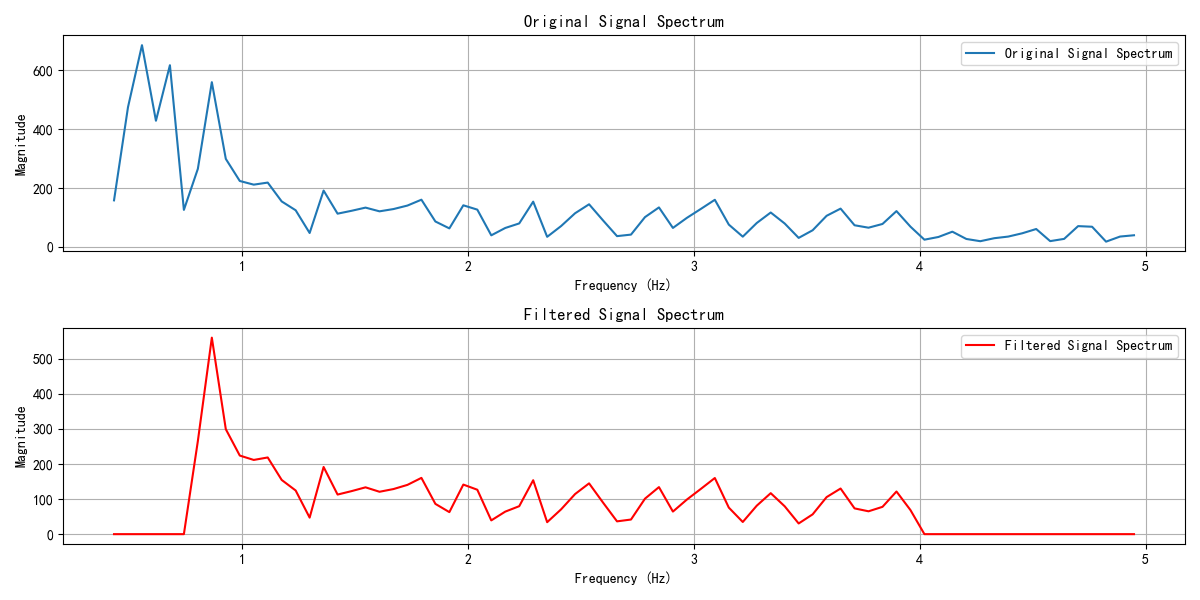 Original Signal Spectrum
Original Signal Spectrum
Magnitude
600
400
200
0
1 2 3 4 5
Frequency (Hz)
Filtered Signal Spectrum
Filtered Signal Spectrum
Magnitude
500
400
300
200
100
0
1 2 3 4 5
Frequency (Hz)